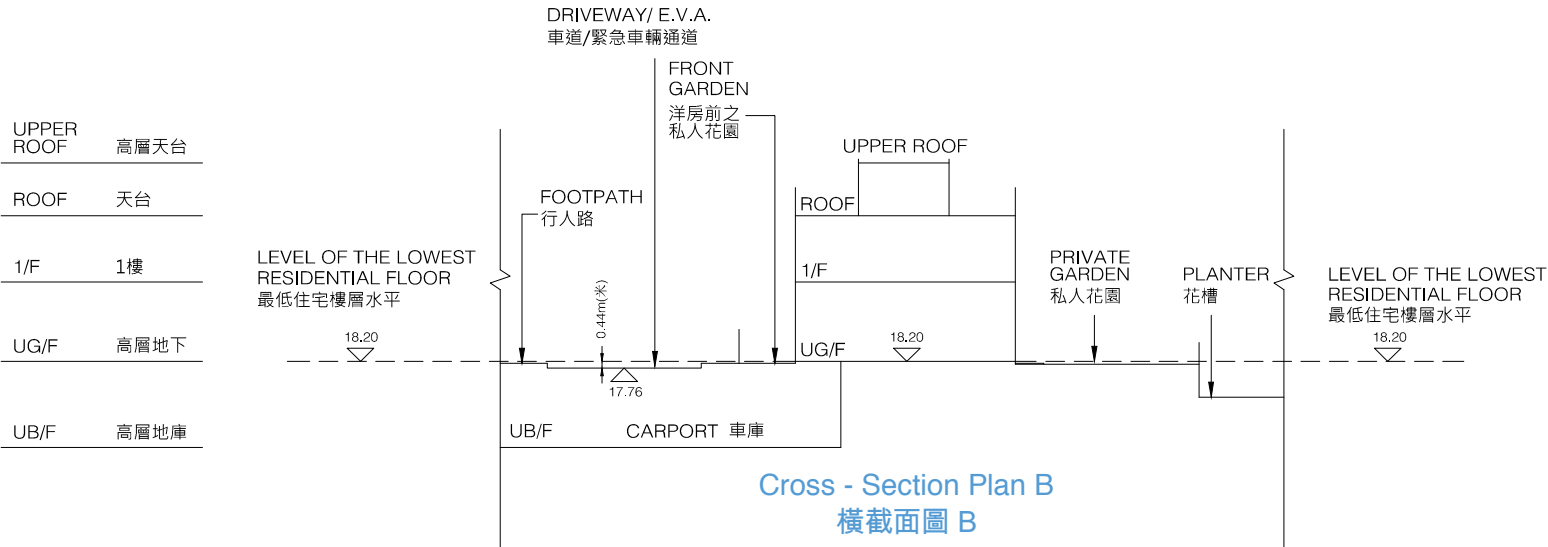 DRIVEWAY/ E.V.A.
車道/緊急車輛通道
FRONT
GARDEN
洋房前之
私人花園
UPPER
ROOF 高層天台
UPPER ROOF
ROOF 天台
FOOTPATH
行人路
ROOF
1/F 1樓
LEVEL OF THE LOWEST
RESIDENTIAL FLOOR
最低住宅樓層水平
1/F
PRIVATE
GARDEN
私人花園
PLANTER
花槽
LEVEL OF THE LOWEST
RESIDENTIAL FLOOR
最低住宅樓層水平
0.44m(米)
UG/F 高層地下
18.20
UG/F
18.20
18.20
17.76
UB/F 高層地庫
UB/F CARPORT 車庫
Cross - Section Plan B
橫截面圖 B